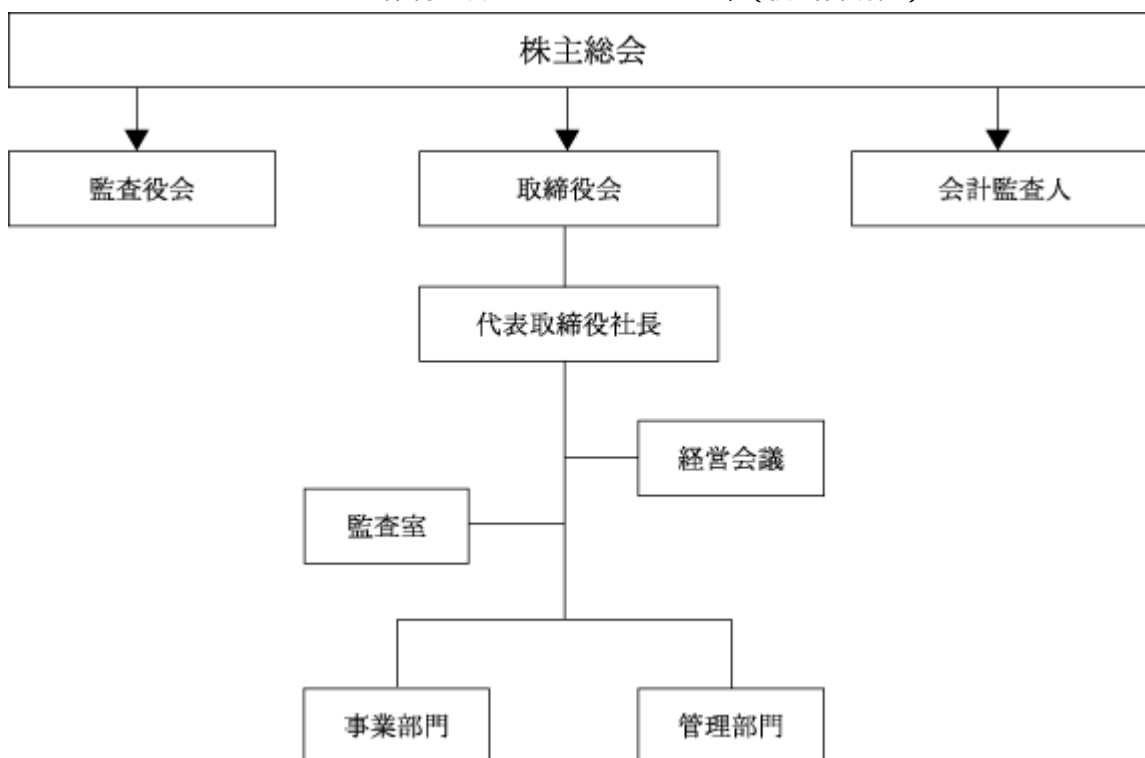 株主総会
監査役会
取締役会
会計監査人
代表取締役社長
経営会議
監査室
事業部門
管理部門